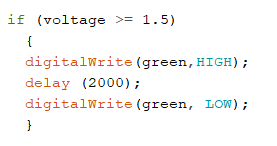 if (voltage >= 1.5)
{
digitalWrite(green,HIGH);
delay (2000);
digitalWrite(green, LOW);
}